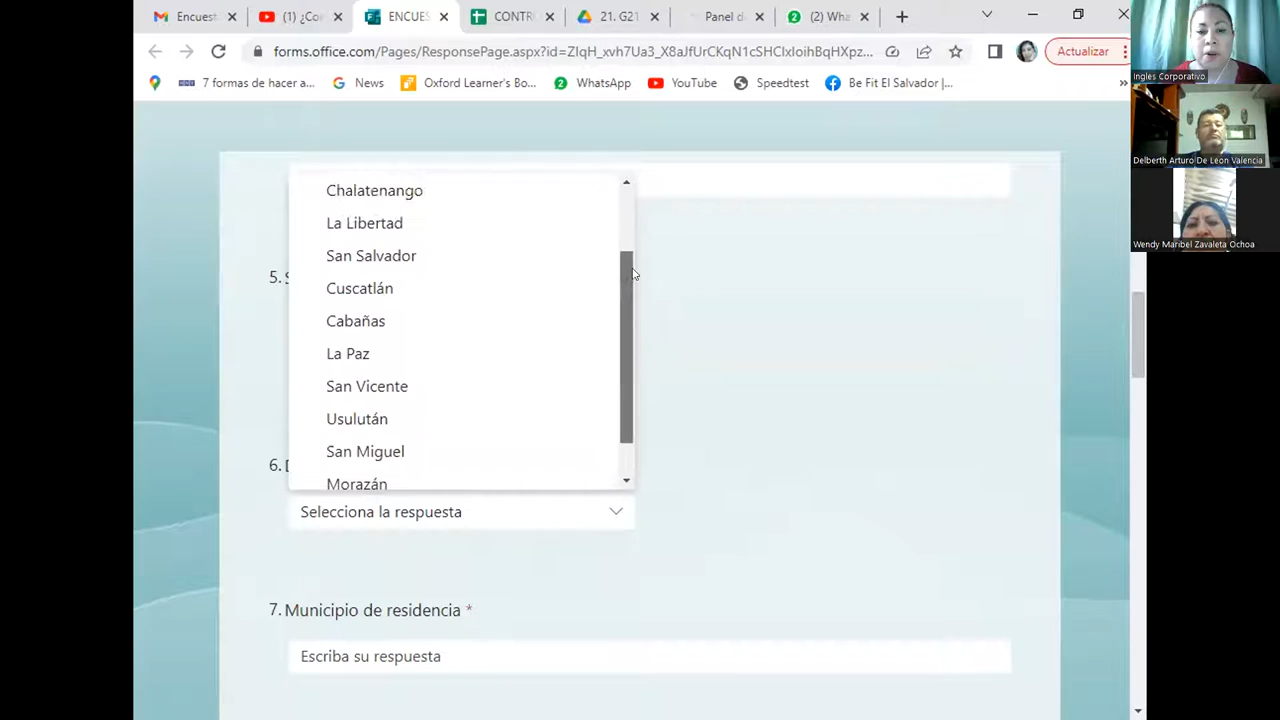 Encuest
(1) ¿Co
ENCUES
CONTR
21. G21
Panel d
(2) Wha
forms.office.com/Pages/ResponsePage.aspx?id=ZIqH_xvh7Ua3_X8aJfUrCKqN1cSHCIxIoihBqHXpz...
Actualizar
7 formas de hacer a...
News
Oxford Learner's Bo...
WhatsApp
YouTube
Speedtest
Be Fit El Salvador |...
»
Ingles Corporativo
Delberth Arturo De Leon Valencia
Wendy Maribel Zavaleta Ochoa
Chalatenango
La Libertad
San Salvador
5. S
Cuscatlán
Cabañas
La Paz
San Vicente
Usulután
San Miguel
6. D
Morazán
Selecciona la respuesta
7. Municipio de residencia *
Escriba su respuesta